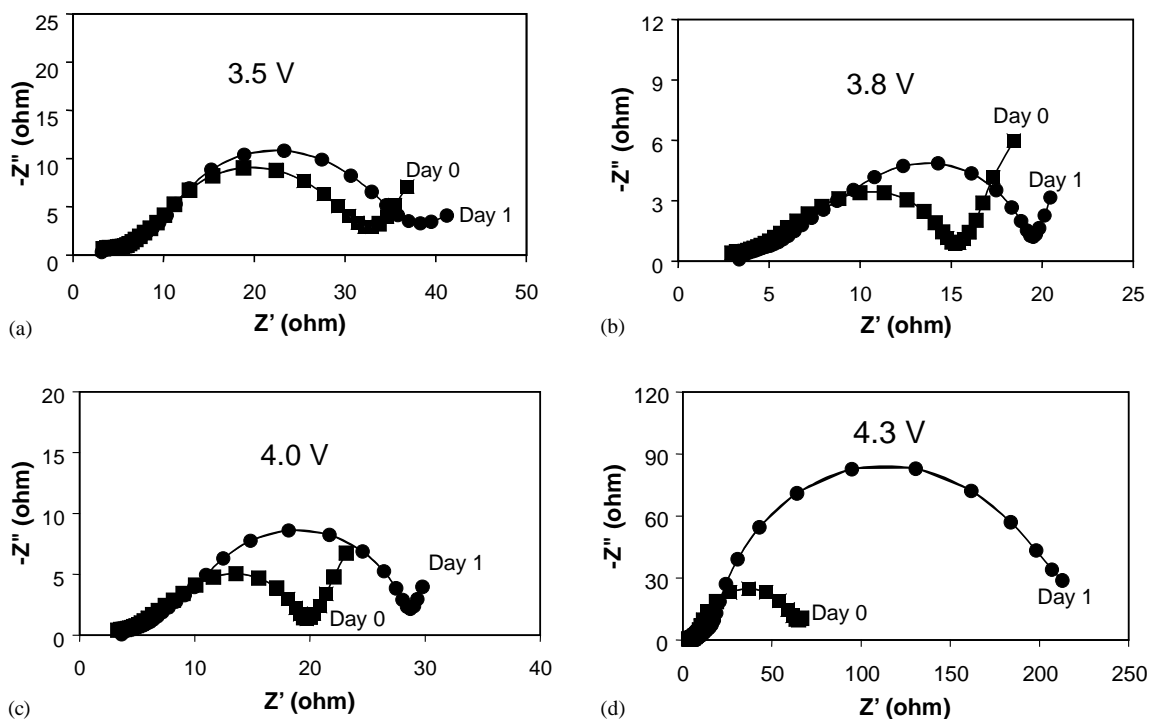 25
20
15
10
5
0
-Z" (ohm)
3.5 V
Day 0
Day 1
0 10 20 30 40 50
Z' (ohm)
(a)
12
9
6
3
0
-Z" (ohm)
3.8 V
Day 0
Day 1
0 5 10 15 20 25
Z' (ohm)
(b)
20
15
10
5
0
-Z" (ohm)
4.0 V
Day 1
Day 0
0 10 20 30 40
Z' (ohm)
(c)
120
90
60
30
0
-Z" (ohm)
4.3 V
Day 1
Day 0
0 50 100 150 200 250
Z' (ohm)
(d)